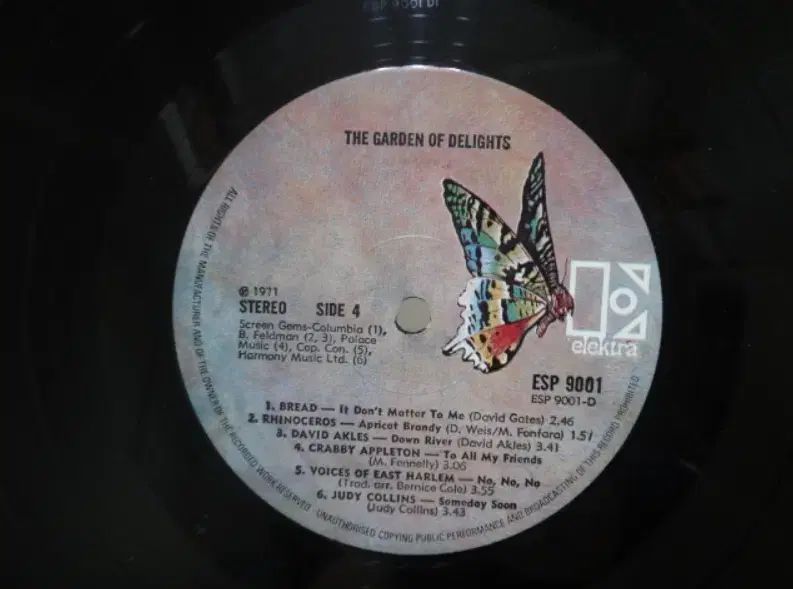 ESP 9001 D1
THE GARDEN OF DELIGHTS
℗ 1971
STEREO SIDE 4
Screen Gems-Columbia (1),
B. Feldman (2, 3), Palace
Music (4), Cop. Con. (5),
Harmony Music Ltd. (6)
elektra
ESP 9001
ESP 9001-D
1. BREAD — It Don't Matter To Me (David Gates) 2.46
2. RHINOCEROS — Apricot Brandy (D. Weis/M. Fonfara) 1.51
3. DAVID AKLES — Down River (David Akles) 3.41
4. CRABBY APPLETON — To All My Friends
(M. Fennelly) 3.06
5. VOICES OF EAST HARLEM — No, No, No
(Trad. arr. Bernice Cole) 3.55
6. JUDY COLLINS — Someday Soon
(Judy Collins) 3.43
ALL RIGHTS OF THE MANUFACTURER AND OF THE OWNER OF THE RECORDED WORK RESERVED. UNAUTHORISED COPYING PUBLIC PERFORMANCE AND BROADCASTING OF THIS RECORD PROHIBITED